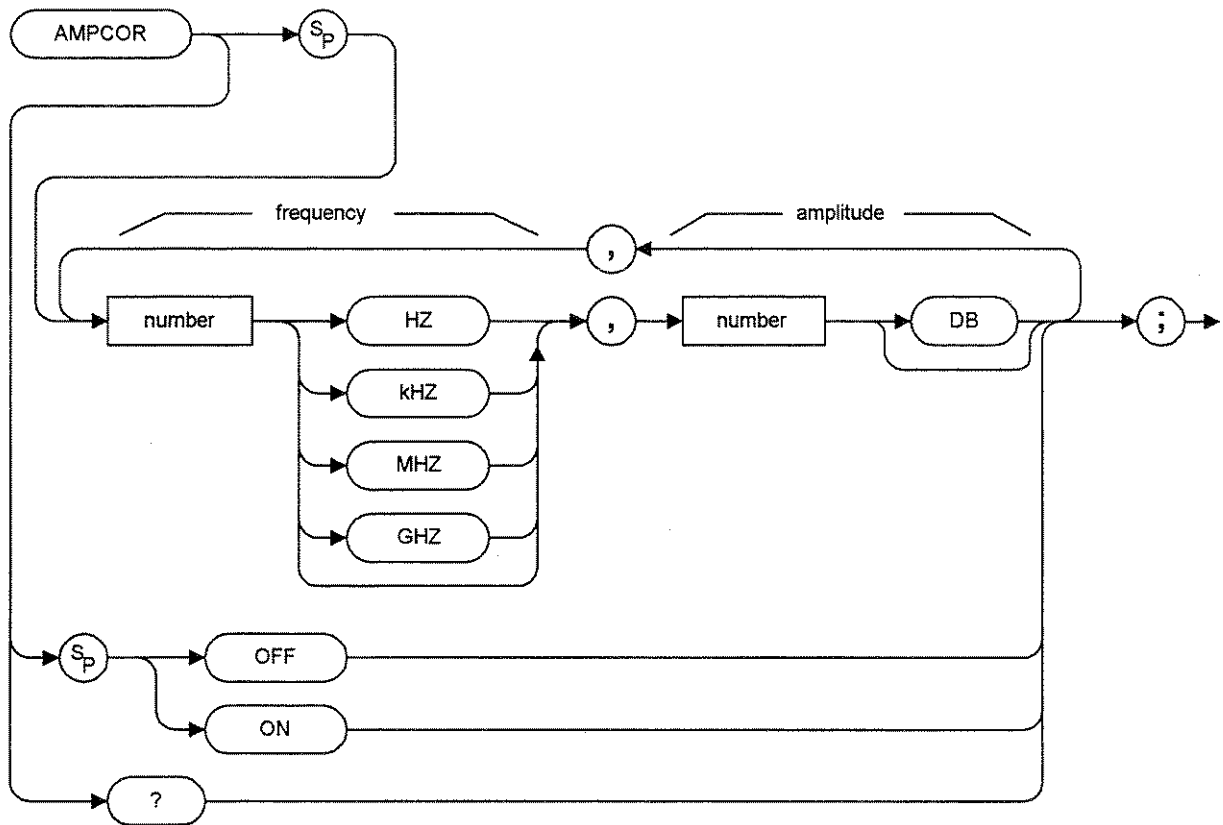 AMPCOR SP
frequency amplitude
,
number HZ , number DB ;
kHZ
MHZ
GHZ
SP OFF
ON
?